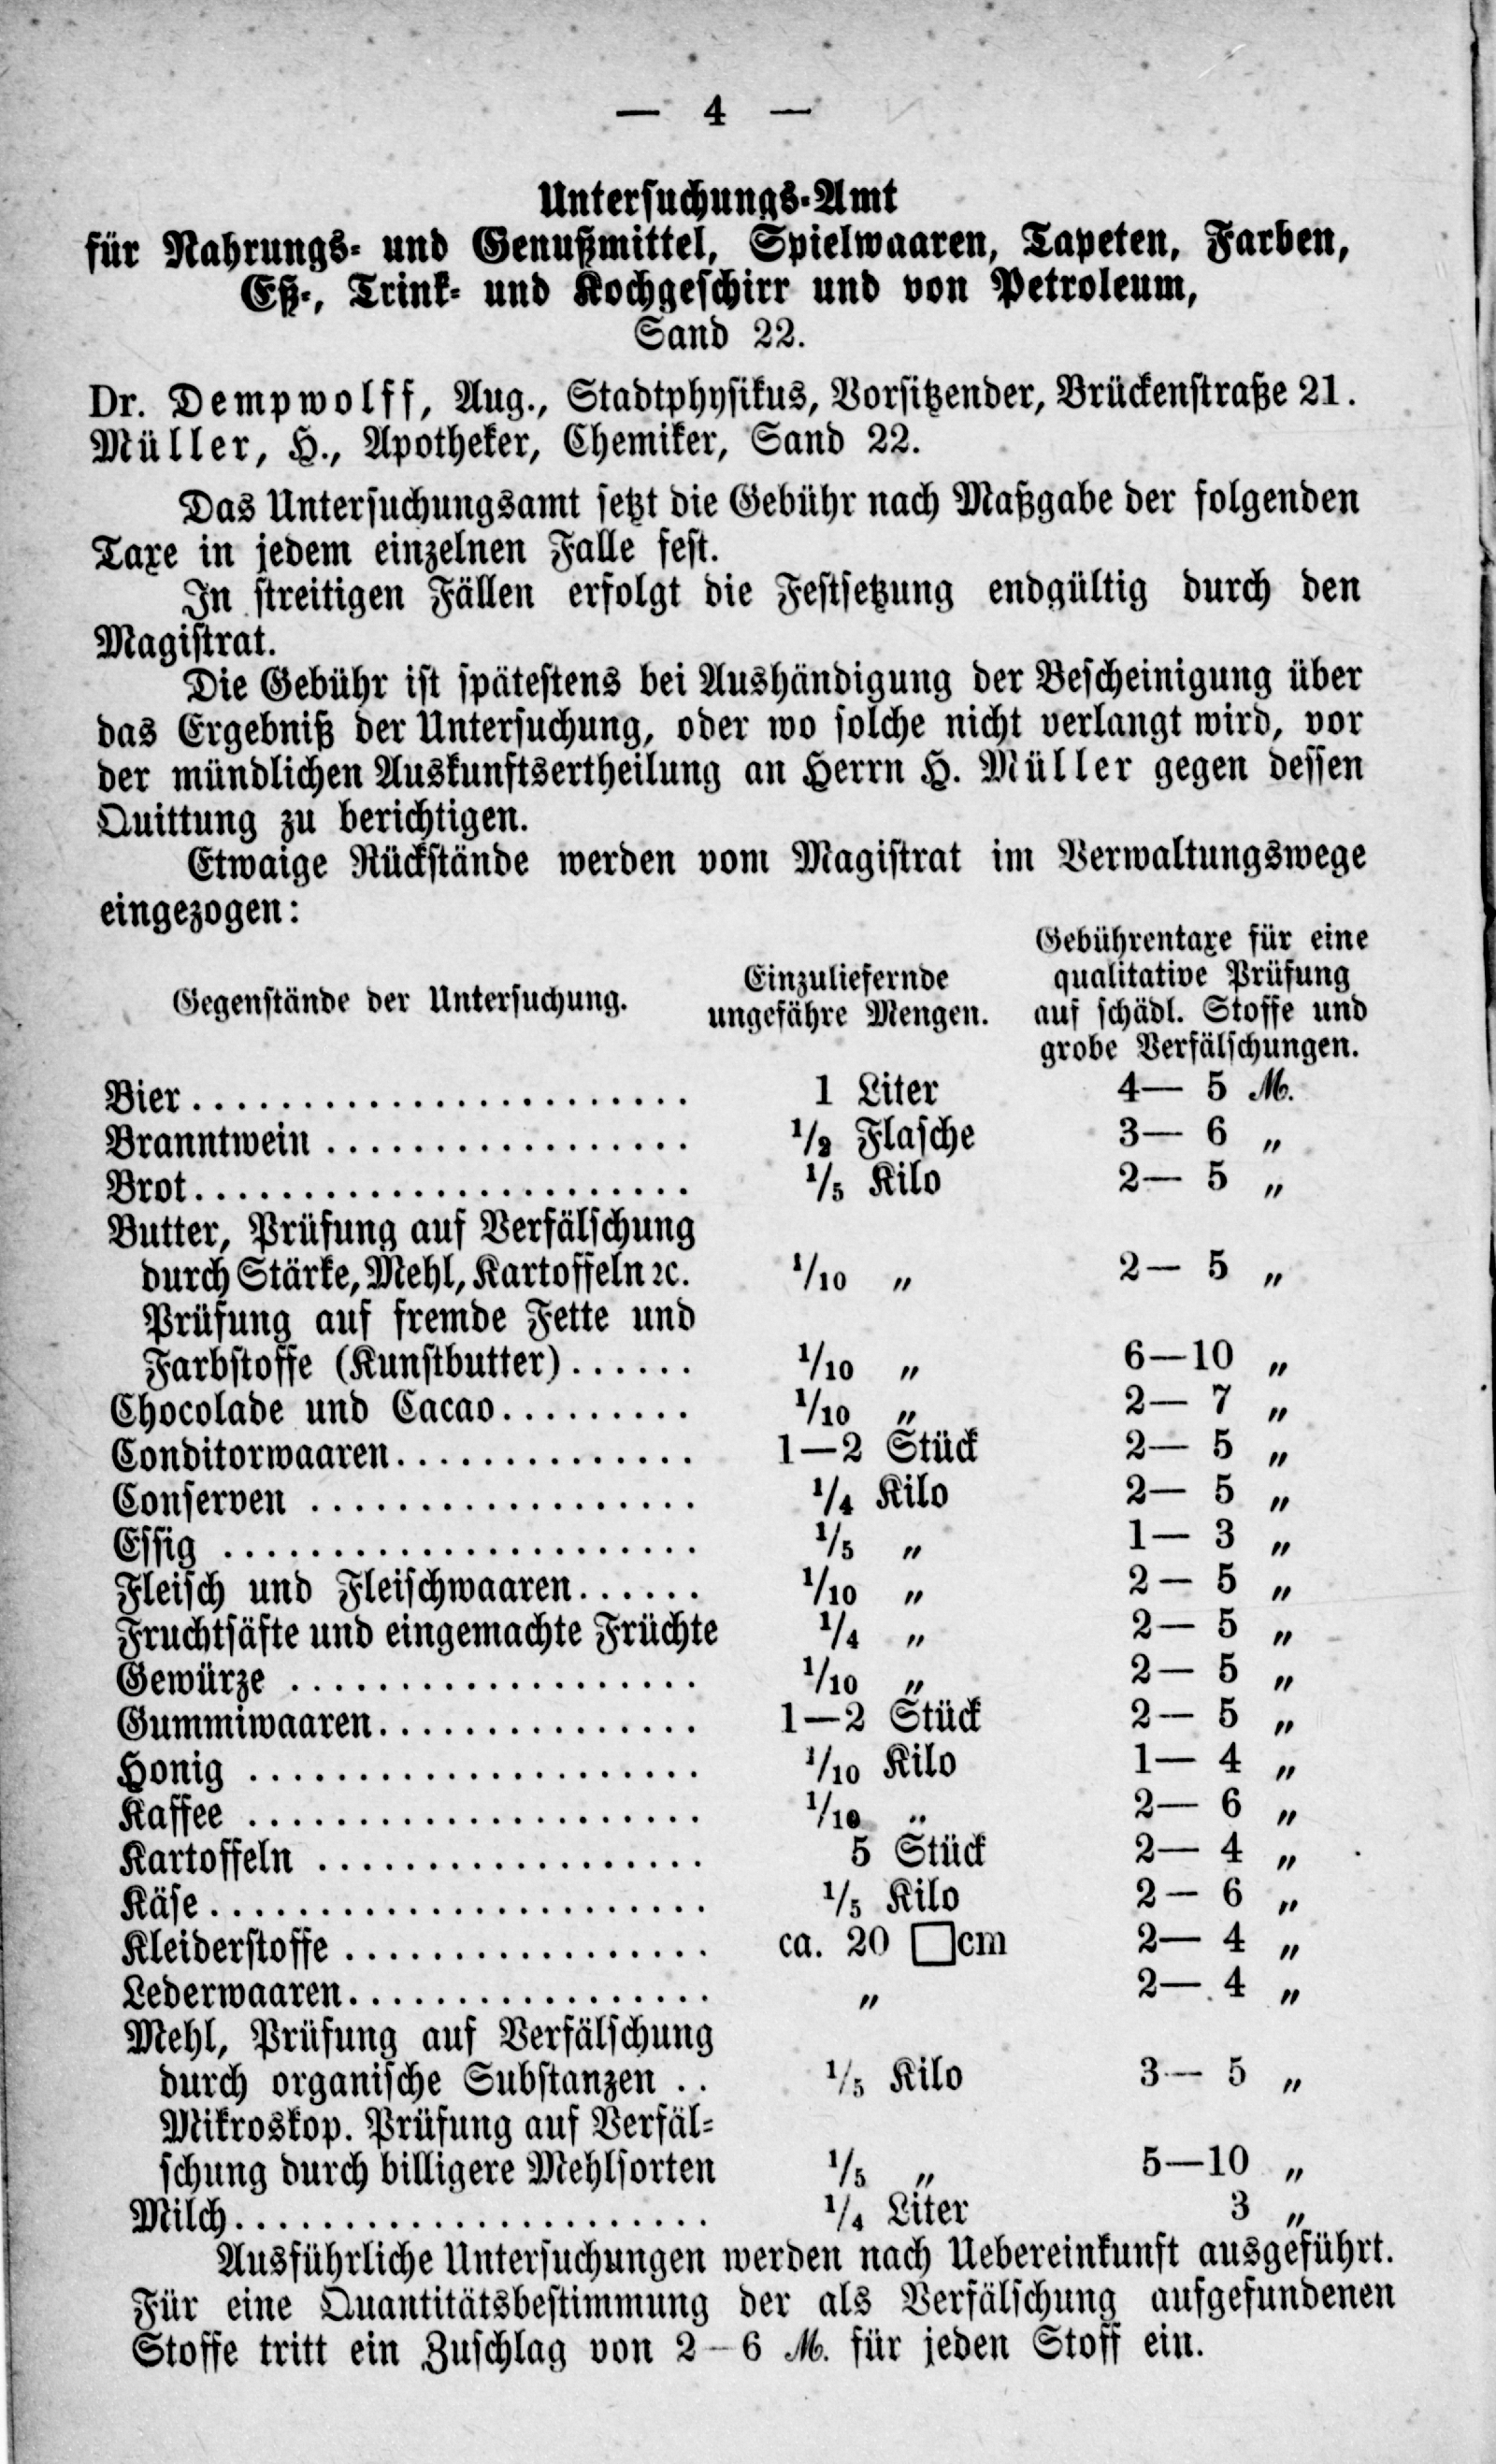 — 4 —
Untersuchungs-Amt
für Nahrungs- und Genußmittel, Spielwaaren, Tapeten, Farben,
Eß-, Trink- und Kochgeschirr und von Petroleum,
Sand 22.
Dr. Dempwolff, Aug., Stadtphysikus, Vorsitzender, Brückenstraße 21.
Müller, H., Apotheker, Chemiker, Sand 22.
Das Untersuchungsamt setzt die Gebühr nach Maßgabe der folgenden
Taxe in jedem einzelnen Falle fest.
In streitigen Fällen erfolgt die Festsetzung endgültig durch den
Magistrat.
Die Gebühr ist spätestens bei Aushändigung der Bescheinigung über
das Ergebniß der Untersuchung, oder wo solche nicht verlangt wird, vor
der mündlichen Auskunftsertheilung an Herrn H. Müller gegen dessen
Quittung zu berichtigen.
Etwaige Rückstände werden vom Magistrat im Verwaltungswege
eingezogen:
Gegenstände der Untersuchung.
Einzuliefernde
ungefähre Mengen.
Gebührentaxe für eine
qualitative Prüfung
auf schädl. Stoffe und
grobe Verfälschungen.
Bier........................ 1 Liter 4— 5 M.
Branntwein ................. 1/2 Flasche 3— 6 „
Brot........................ 1/5 Kilo 2— 5 „
Butter, Prüfung auf Verfälschung
durch Stärke, Mehl, Kartoffeln ꝛc. 1/10 „ 2— 5 „
Prüfung auf fremde Fette und
Farbstoffe (Kunstbutter)...... 1/10 „ 6—10 „
Chocolade und Cacao......... 1/10 „ 2— 7 „
Conditorwaaren.............. 1—2 Stück 2— 5 „
Conserven .................. 1/4 Kilo 2— 5 „
Essig ...................... 1/5 „ 1— 3 „
Fleisch und Fleischwaaren...... 1/10 „ 2— 5 „
Fruchtsäfte und eingemachte Früchte 1/4 „ 2— 5 „
Gewürze ................... 1/10 „ 2— 5 „
Gummiwaaren............... 1—2 Stück 2— 5 „
Honig ..................... 1/10 Kilo 1— 4 „
Kaffee ..................... 1/10 „ 2— 6 „
Kartoffeln .................. 5 Stück 2— 4 „
Käse....................... 1/5 Kilo 2— 6 „
Kleiderstoffe ................. ca. 20 □cm 2— 4 „
Lederwaaren................. „ 2— 4 „
Mehl, Prüfung auf Verfälschung
durch organische Substanzen .. 1/5 Kilo 3— 5 „
Mikroskop. Prüfung auf Verfäl-
schung durch billigere Mehlsorten 1/5 „ 5—10 „
Milch...................... 1/4 Liter 3 „
Ausführliche Untersuchungen werden nach Uebereinkunft ausgeführt.
Für eine Quantitätsbestimmung der als Verfälschung aufgefundenen
Stoffe tritt ein Zuschlag von 2—6 M. für jeden Stoff ein.